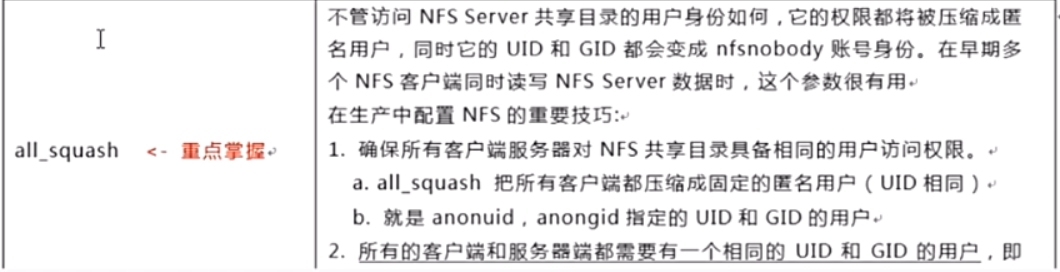 不管访问 NFS Server 共享目录的用户身份如何，它的权限都将被压缩成匿
名用户，同时它的 UID 和 GID 都会变成 nfsnobody 账号身份。在早期多
个 NFS 客户端同时读写 NFS Server 数据时，这个参数很有用
在生产中配置 NFS 的重要技巧:
all_squash <- 重点掌握
1. 确保所有客户端服务器对 NFS 共享目录具备相同的用户访问权限。
a. all_squash 把所有客户端都压缩成固定的匿名用户（UID 相同）
b. 就是 anonuid，anongid 指定的 UID 和 GID 的用户
2. 所有的客户端和服务器端都需要有一个相同的 UID 和 GID 的用户，即